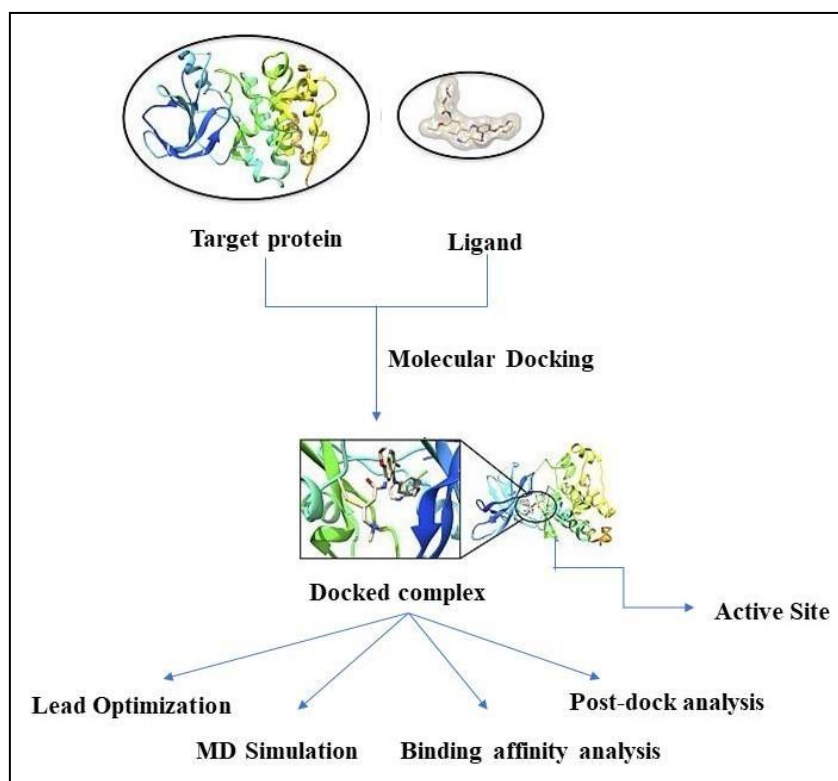 Target protein
Ligand
Molecular Docking
Docked complex
Active Site
Lead Optimization
Post-dock analysis
MD Simulation
Binding affinity analysis